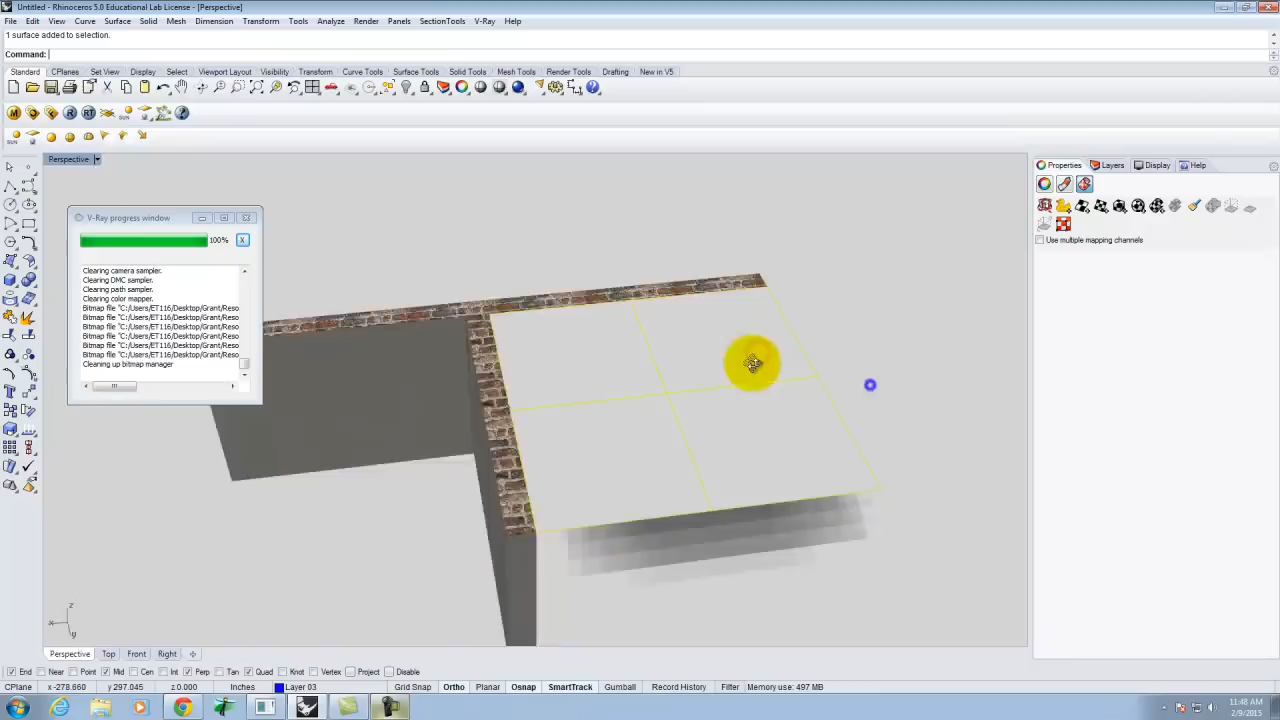 Untitled - Rhinoceros 5.0 Educational Lab License - [Perspective]
File Edit View Curve Surface Solid Mesh Dimension Transform Tools Analyze Render Panels SectionTools V-Ray Help
1 surface added to selection.
Command:
Standard CPlanes Set View Display Select Viewport Layout Visibility Transform Curve Tools Surface Tools Solid Tools Mesh Tools Render Tools Drafting New in V5
M R RT SUN
SUN
Perspective
Properties Layers Display Help
V-Ray progress window
100% X
Use multiple mapping channels
Clearing camera sampler.
Clearing DMC sampler.
Clearing path sampler.
Clearing color mapper.
Bitmap file "C:/Users/ET116/Desktop/Grant/Reso
Bitmap file "C:/Users/ET116/Desktop/Grant/Reso
Bitmap file "C:/Users/ET116/Desktop/Grant/Reso
Bitmap file "C:/Users/ET116/Desktop/Grant/Reso
Bitmap file "C:/Users/ET116/Desktop/Grant/Reso
Bitmap file "C:/Users/ET116/Desktop/Grant/Reso
Cleaning up bitmap manager
z
x
y
Perspective Top Front Right
End Near Point Mid Cen Int Perp Tan Quad Knot Vertex Project Disable
CPlane x -278.660 y 297.045 z 0.000 Inches Layer 03 Grid Snap Ortho Planar Osnap SmartTrack Gumball Record History Filter Memory use: 497 MB
11:48 AM
2/9/2015